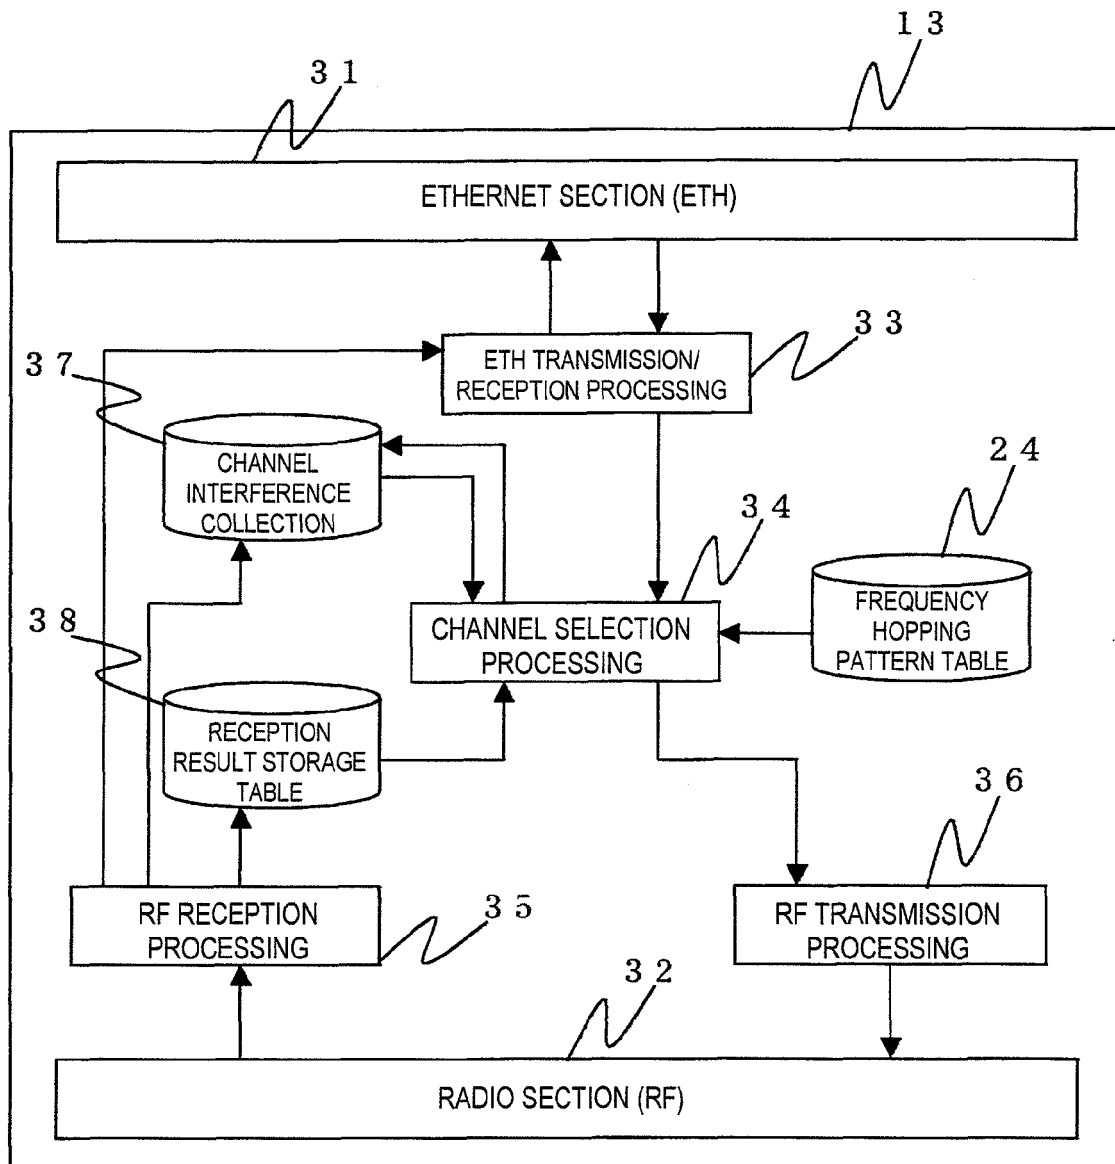 13
31
ETHERNET SECTION (ETH)
33
ETH TRANSMISSION/
RECEPTION PROCESSING
37
CHANNEL
INTERFERENCE
COLLECTION
24
34
FREQUENCY
HOPPING
PATTERN TABLE
CHANNEL SELECTION
PROCESSING
38
RECEPTION
RESULT STORAGE
TABLE
36
RF RECEPTION
PROCESSING
35
RF TRANSMISSION
PROCESSING
32
RADIO SECTION (RF)